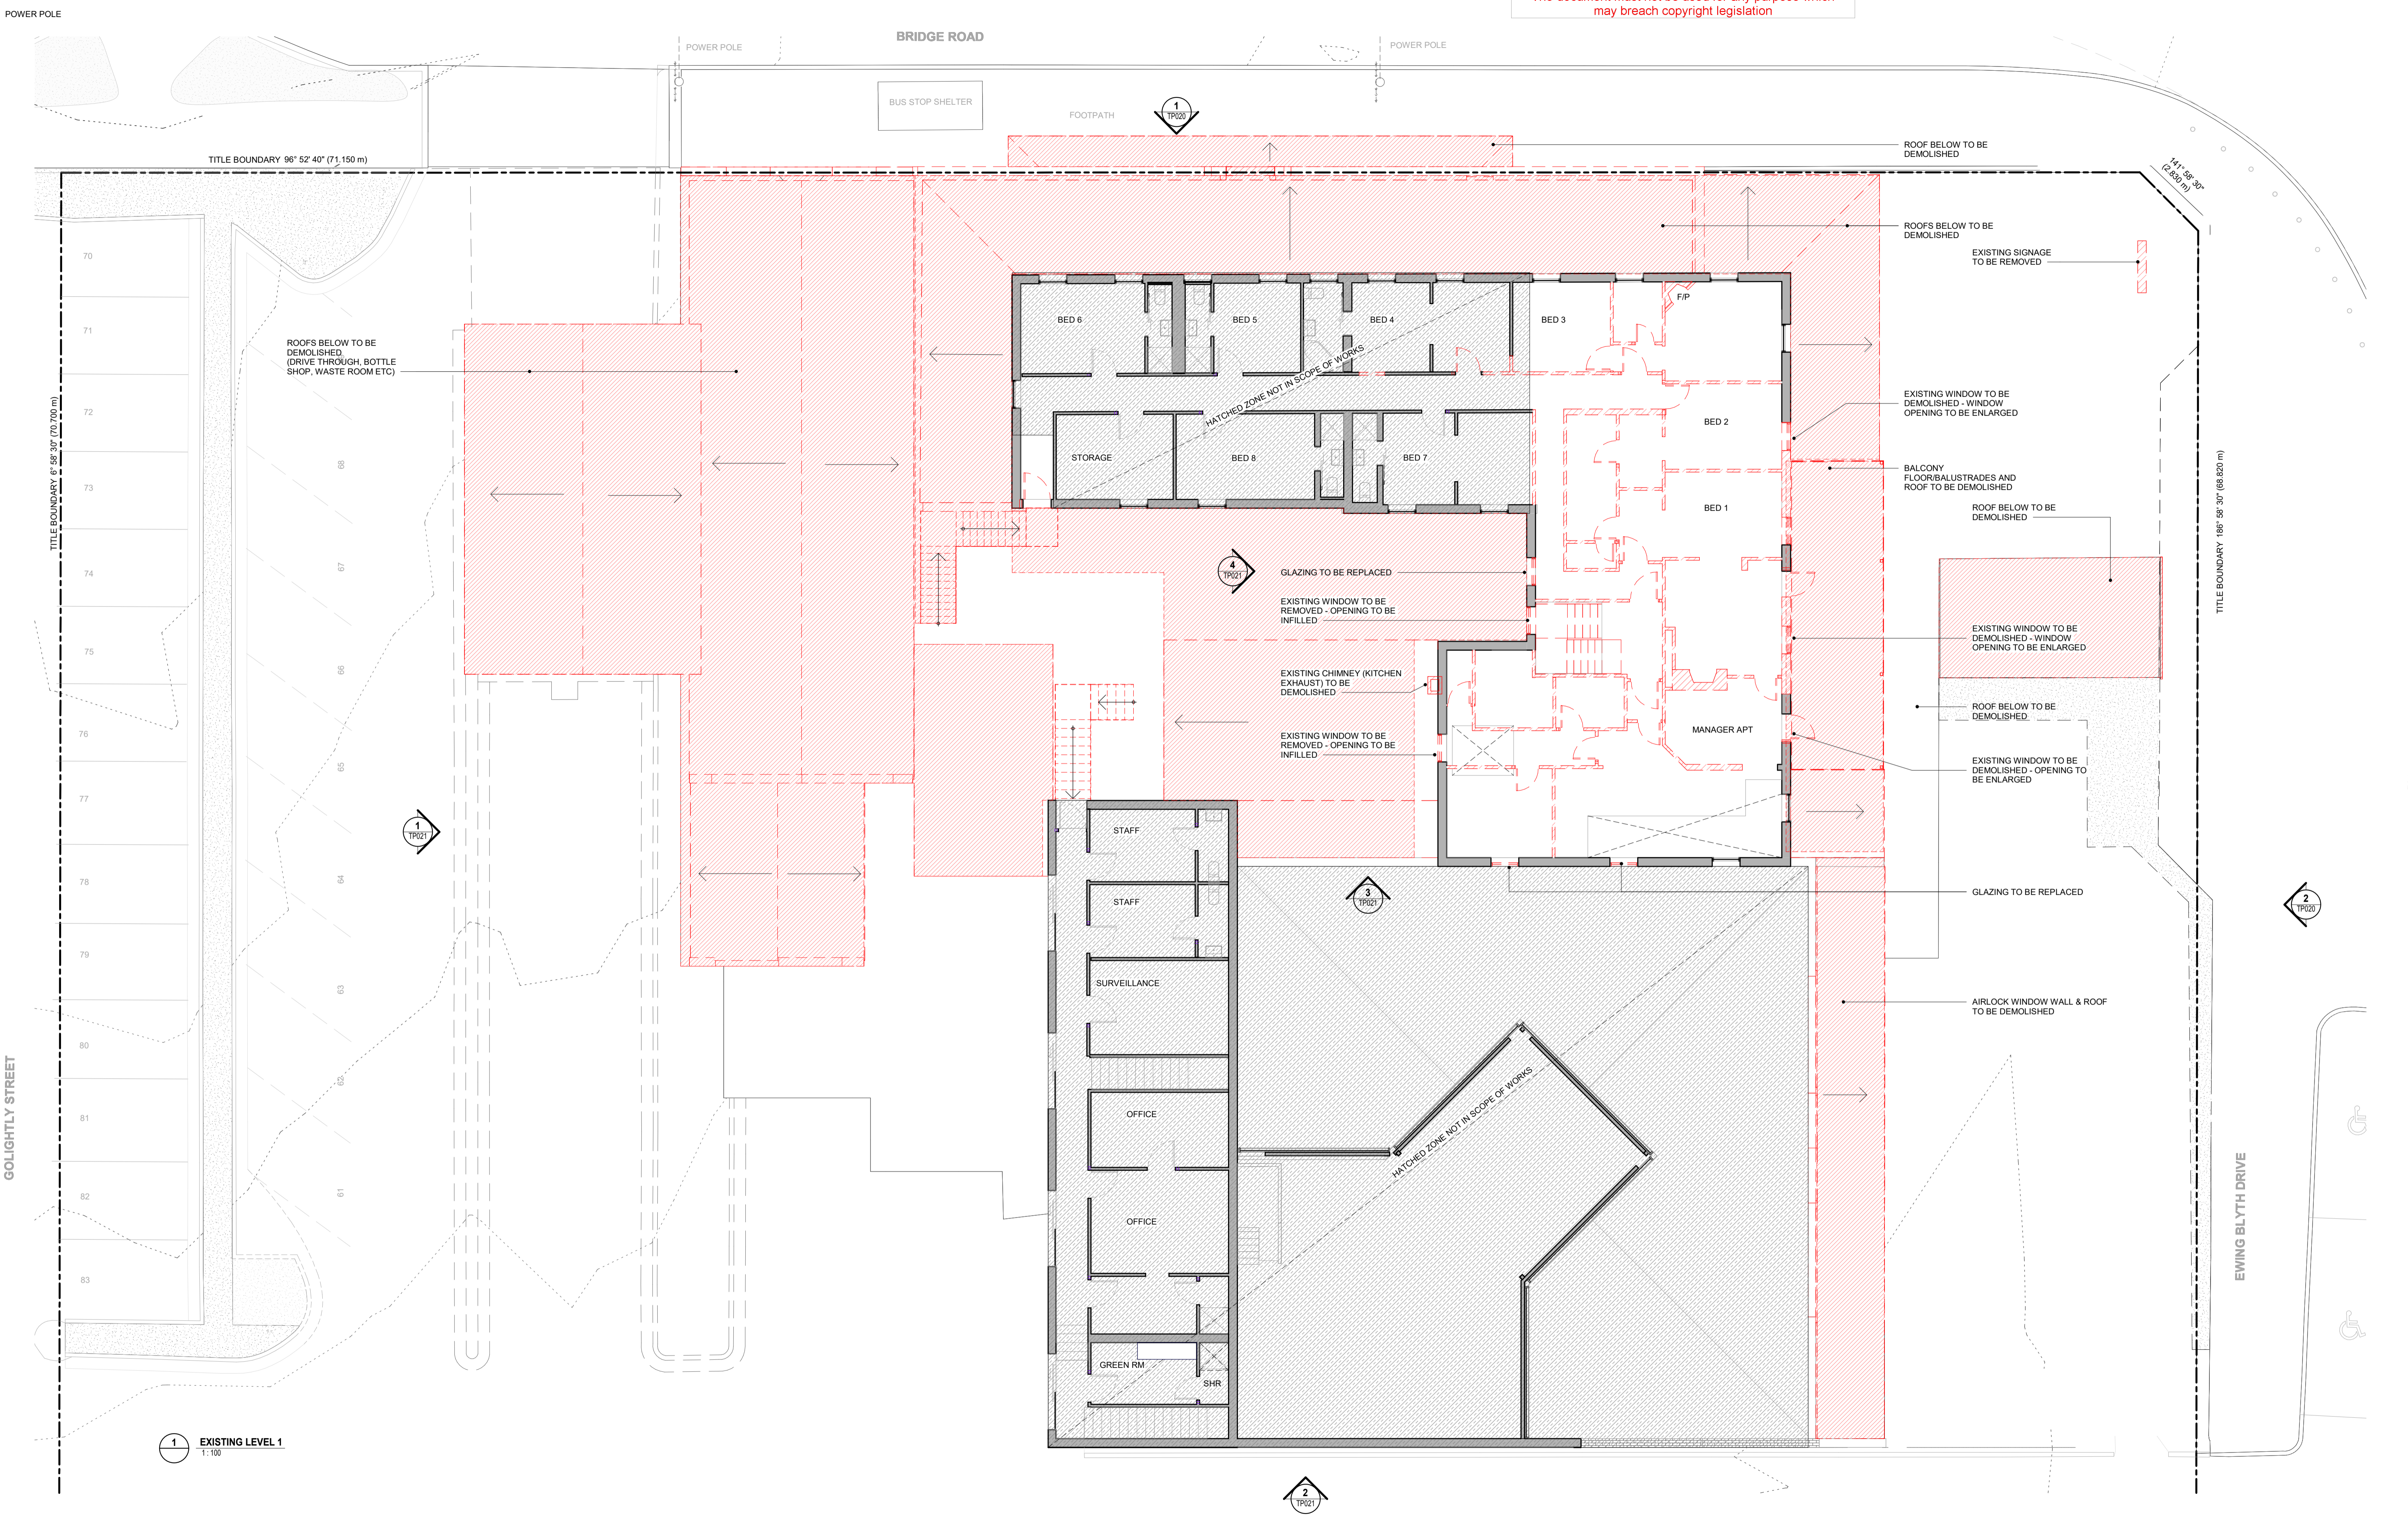 may breach copyright legislation
POWER POLE
BRIDGE ROAD
POWER POLE
POWER POLE
BUS STOP SHELTER
FOOTPATH
1
TP020
TITLE BOUNDARY 96° 52' 40" (71.150 m)
141° 58' 30"
(2.830 m)
ROOF BELOW TO BE
DEMOLISHED
ROOFS BELOW TO BE
DEMOLISHED
EXISTING SIGNAGE
TO BE REMOVED
70
71
72
73
74
75
76
77
78
79
80
81
82
83
68
67
66
65
64
63
62
61
TITLE BOUNDARY 6° 58' 30" (70.700 m)
GOLIGHTLY STREET
ROOFS BELOW TO BE
DEMOLISHED
(DRIVE THROUGH, BOTTLE
SHOP, WASTE ROOM ETC)
BED 6
BED 5
BED 4
BED 3
F/P
HATCHED ZONE NOT IN SCOPE OF WORKS
STORAGE
BED 8
BED 7
BED 2
BED 1
EXISTING WINDOW TO BE
DEMOLISHED - WINDOW
OPENING TO BE ENLARGED
BALCONY
FLOOR/BALUSTRADES AND
ROOF TO BE DEMOLISHED
ROOF BELOW TO BE
DEMOLISHED
TITLE BOUNDARY 186° 58' 30" (68.820 m)
4
TP021
GLAZING TO BE REPLACED
EXISTING WINDOW TO BE
REMOVED - OPENING TO BE
INFILLED
EXISTING WINDOW TO BE
DEMOLISHED - WINDOW
OPENING TO BE ENLARGED
EXISTING CHIMNEY (KITCHEN
EXHAUST) TO BE
DEMOLISHED
ROOF BELOW TO BE
DEMOLISHED
MANAGER APT
EXISTING WINDOW TO BE
REMOVED - OPENING TO BE
INFILLED
EXISTING WINDOW TO BE
DEMOLISHED - OPENING TO
BE ENLARGED
1
TP021
STAFF
STAFF
3
TP021
GLAZING TO BE REPLACED
2
TP020
SURVEILLANCE
AIRLOCK WINDOW WALL & ROOF
TO BE DEMOLISHED
OFFICE
HATCHED ZONE NOT IN SCOPE OF WORKS
OFFICE
EWING BLYTH DRIVE
GREEN RM
SHR
1
EXISTING LEVEL 1
1 : 100
2
TP021